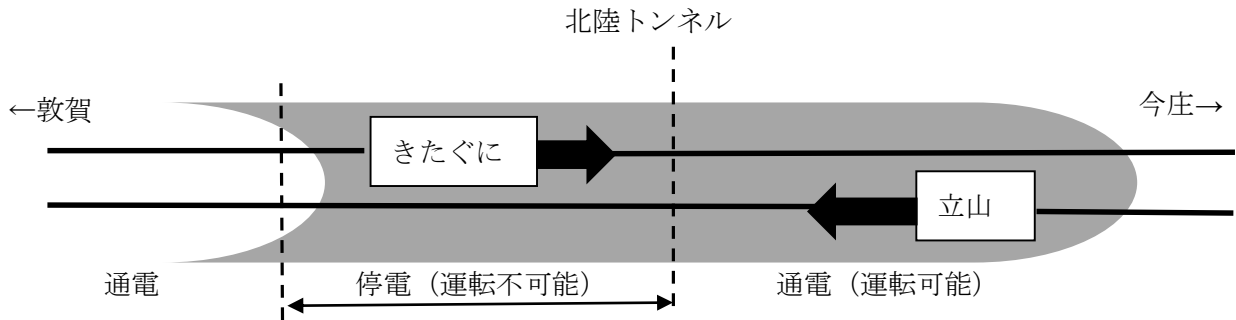 北陸トンネル
←敦賀
今庄→
きたぐに
立山
通電
停電（運転不可能）
通電（運転可能）